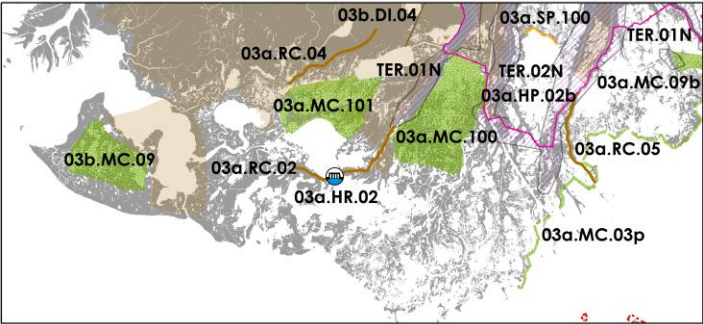 03b.DI.04
03a.SP.100
03a.RC.04
TER.01N
TER.01N
TER.02N
03a.MC.09b
03a.MC.101
03a.HP.02b
03a.MC.100
03b.MC.09
03a.RC.02
03a.RC.05
03a.HR.02
03a.MC.03p